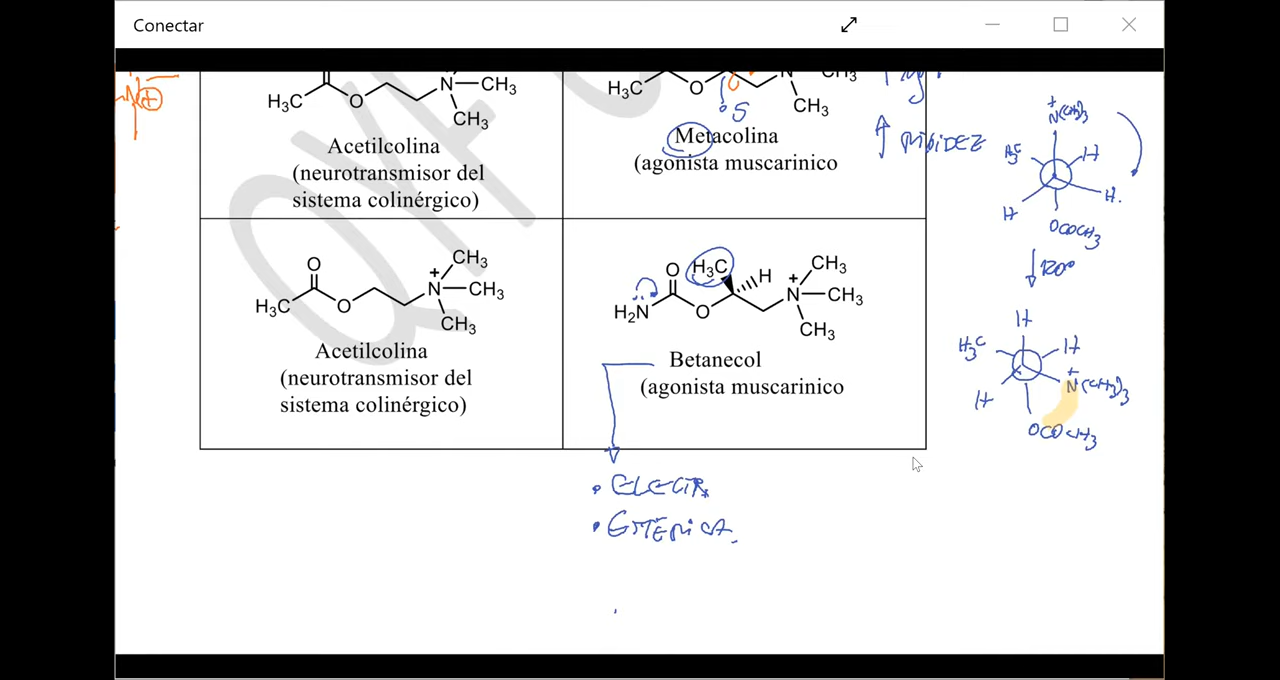 Conectar
H₃C
O
N
CH₃
CH₃
Acetilcolina
(neurotransmisor del
sistema colinérgico)
H₃C
O
S
N
CH₃
CH₃
Metacolina
(agonista muscarinico
↑ RIGIDEZ
+
N(CH₃)₃
H₃C
H
H
H.
OCOCH₃
↓ 120°
O
H₃C
O
+
N
CH₃
CH₃
CH₃
Acetilcolina
(neurotransmisor del
sistema colinérgico)
O
H₃C
H
H₂N
O
+
N
CH₃
CH₃
CH₃
Betanecol
(agonista muscarinico
H
H₃C
H
H
+
N(CH₃)₃
OCOCH₃
• ELECTR.
• ESTÉRICA.